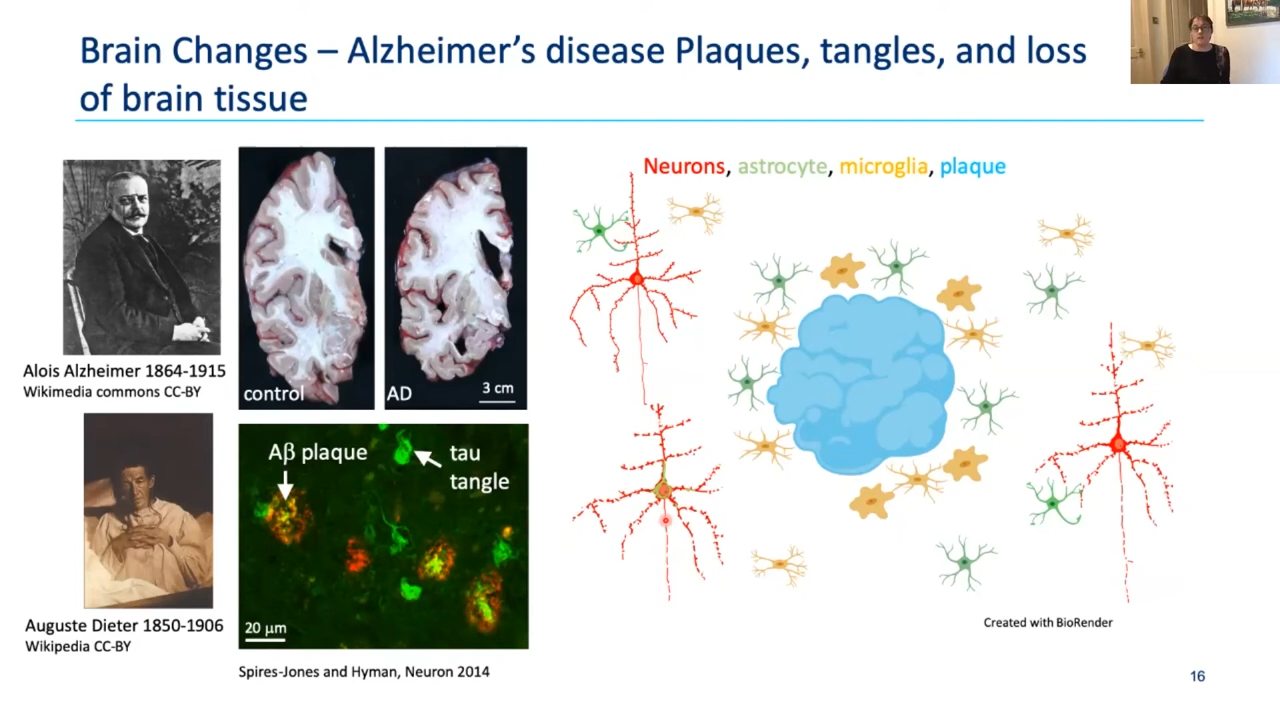 Brain Changes – Alzheimer's disease Plaques, tangles, and loss
of brain tissue
Alois Alzheimer 1864-1915
Wikimedia commons CC-BY
Auguste Dieter 1850-1906
Wikipedia CC-BY
control
AD
3 cm
Aβ plaque
tau
tangle
20 μm
Spires-Jones and Hyman, Neuron 2014
Neurons, astrocyte, microglia, plaque
Created with BioRender
16